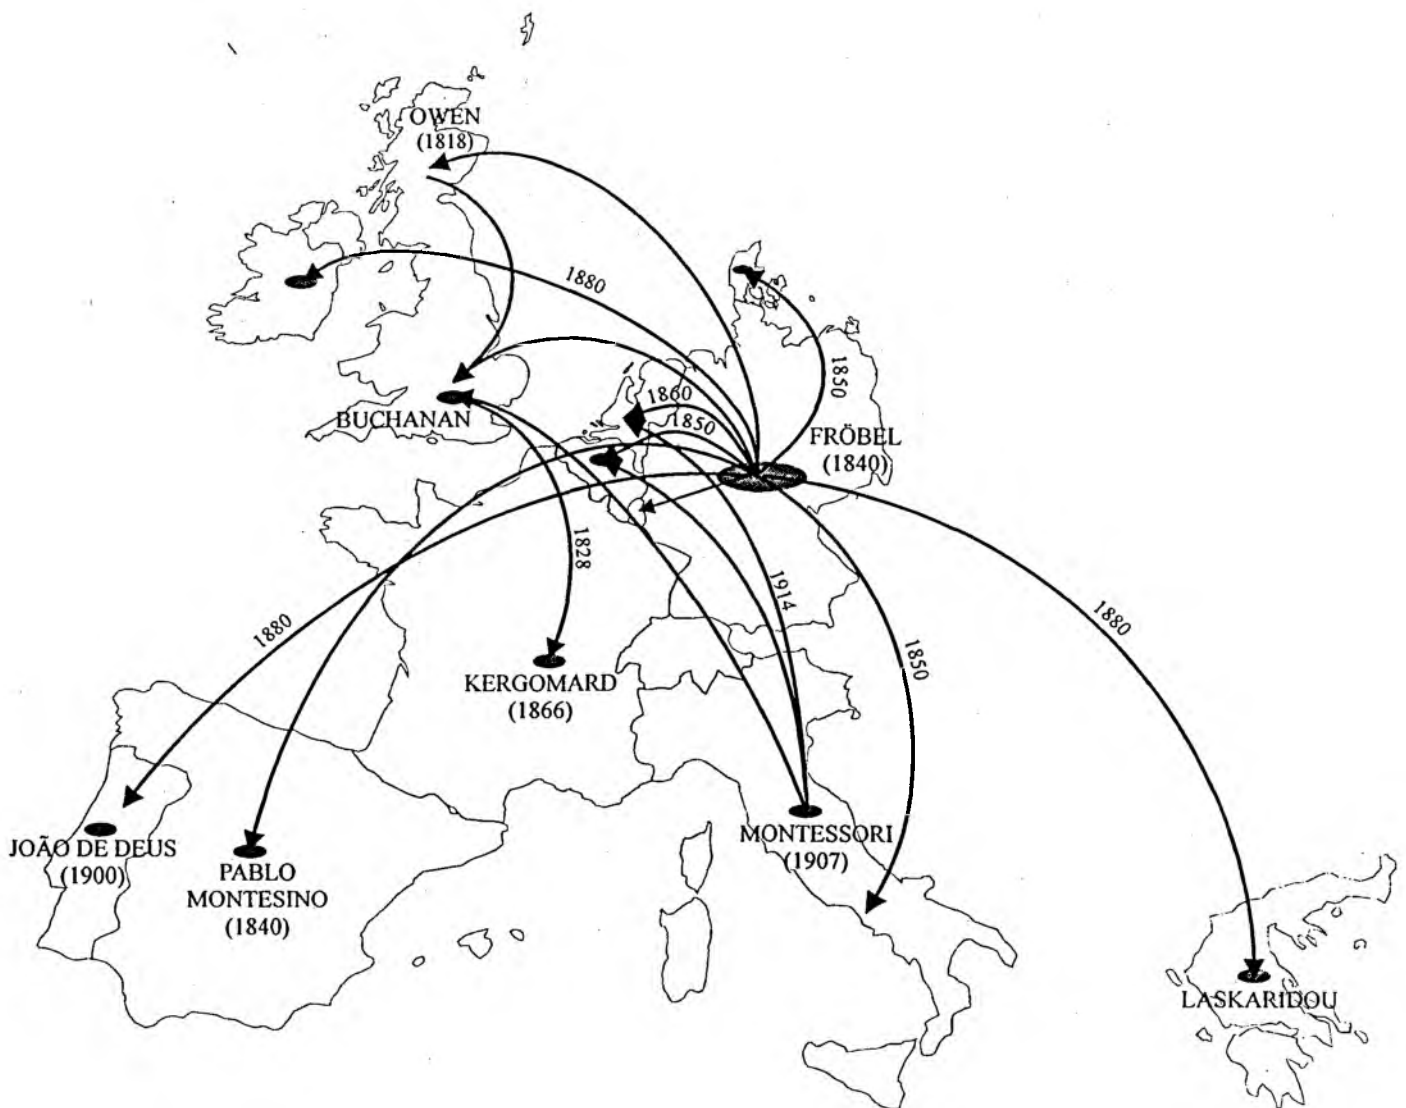 OWEN
(1818)
1880
1850
BUCHANAN
1860
1850
FRÖBEL
(1840)
1828
1914
1880
1880
1850
KERGOMARD
(1866)
JOÃO DE DEUS
(1900)
PABLO
MONTESINO
(1840)
MONTESSORI
(1907)
LASKARIDOU